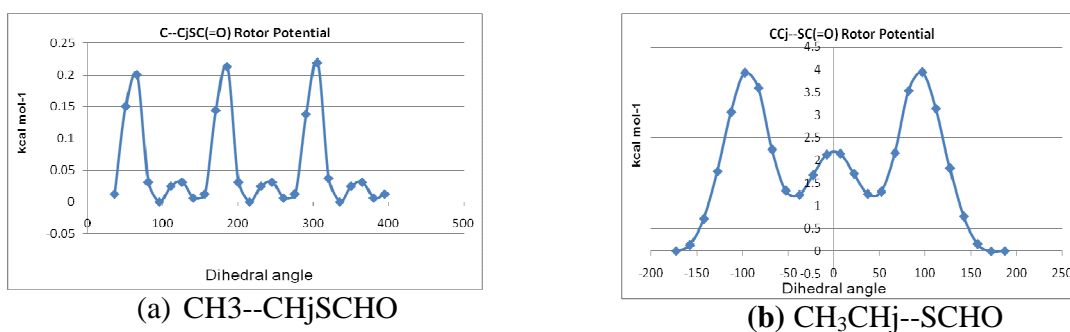 C--CjSC(=O) Rotor Potential
0.25
0.2
0.15
0.1
0.05
0
-0.05
kcal mol-1
0 100 200 300 400 500
Dihedral angle
(a) CH3--CHjSCHO
CCj--SC(=O) Rotor Potential
4.5
4
3.5
3
2.5
2
1.5
1
0.5
0
-0.5
kcal mol-1
-200 -150 -100 -50 0 50 100 150 200 250
Dihedral angle
(b) CH₃CHj--SCHO